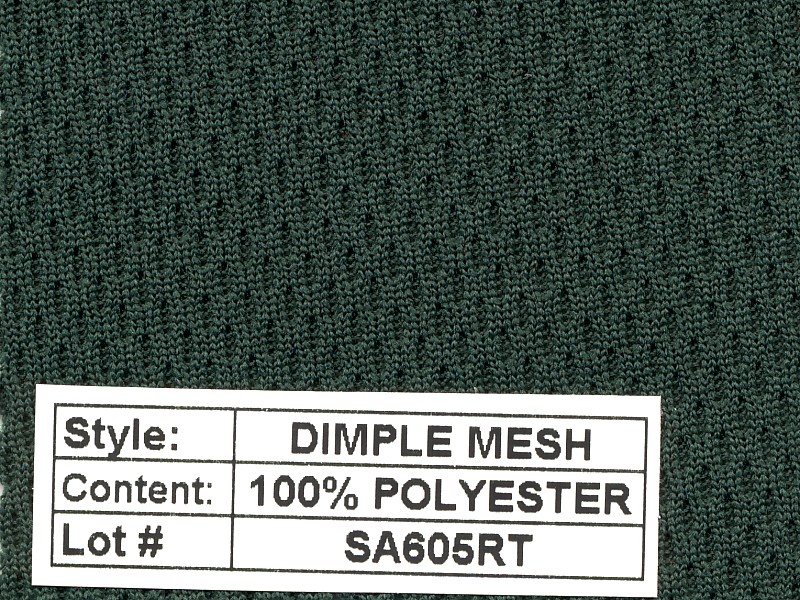 Style: DIMPLE MESH
Content: 100% POLYESTER
Lot # SA605RT